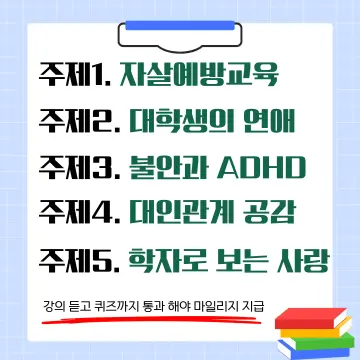 주제1. 자살예방교육
주제2. 대학생의 연애
주제3. 불안과 ADHD
주제4. 대인관계 공감
주제5. 학자로 보는 사랑
강의 듣고 퀴즈까지 통과 해야 마일리지 지급